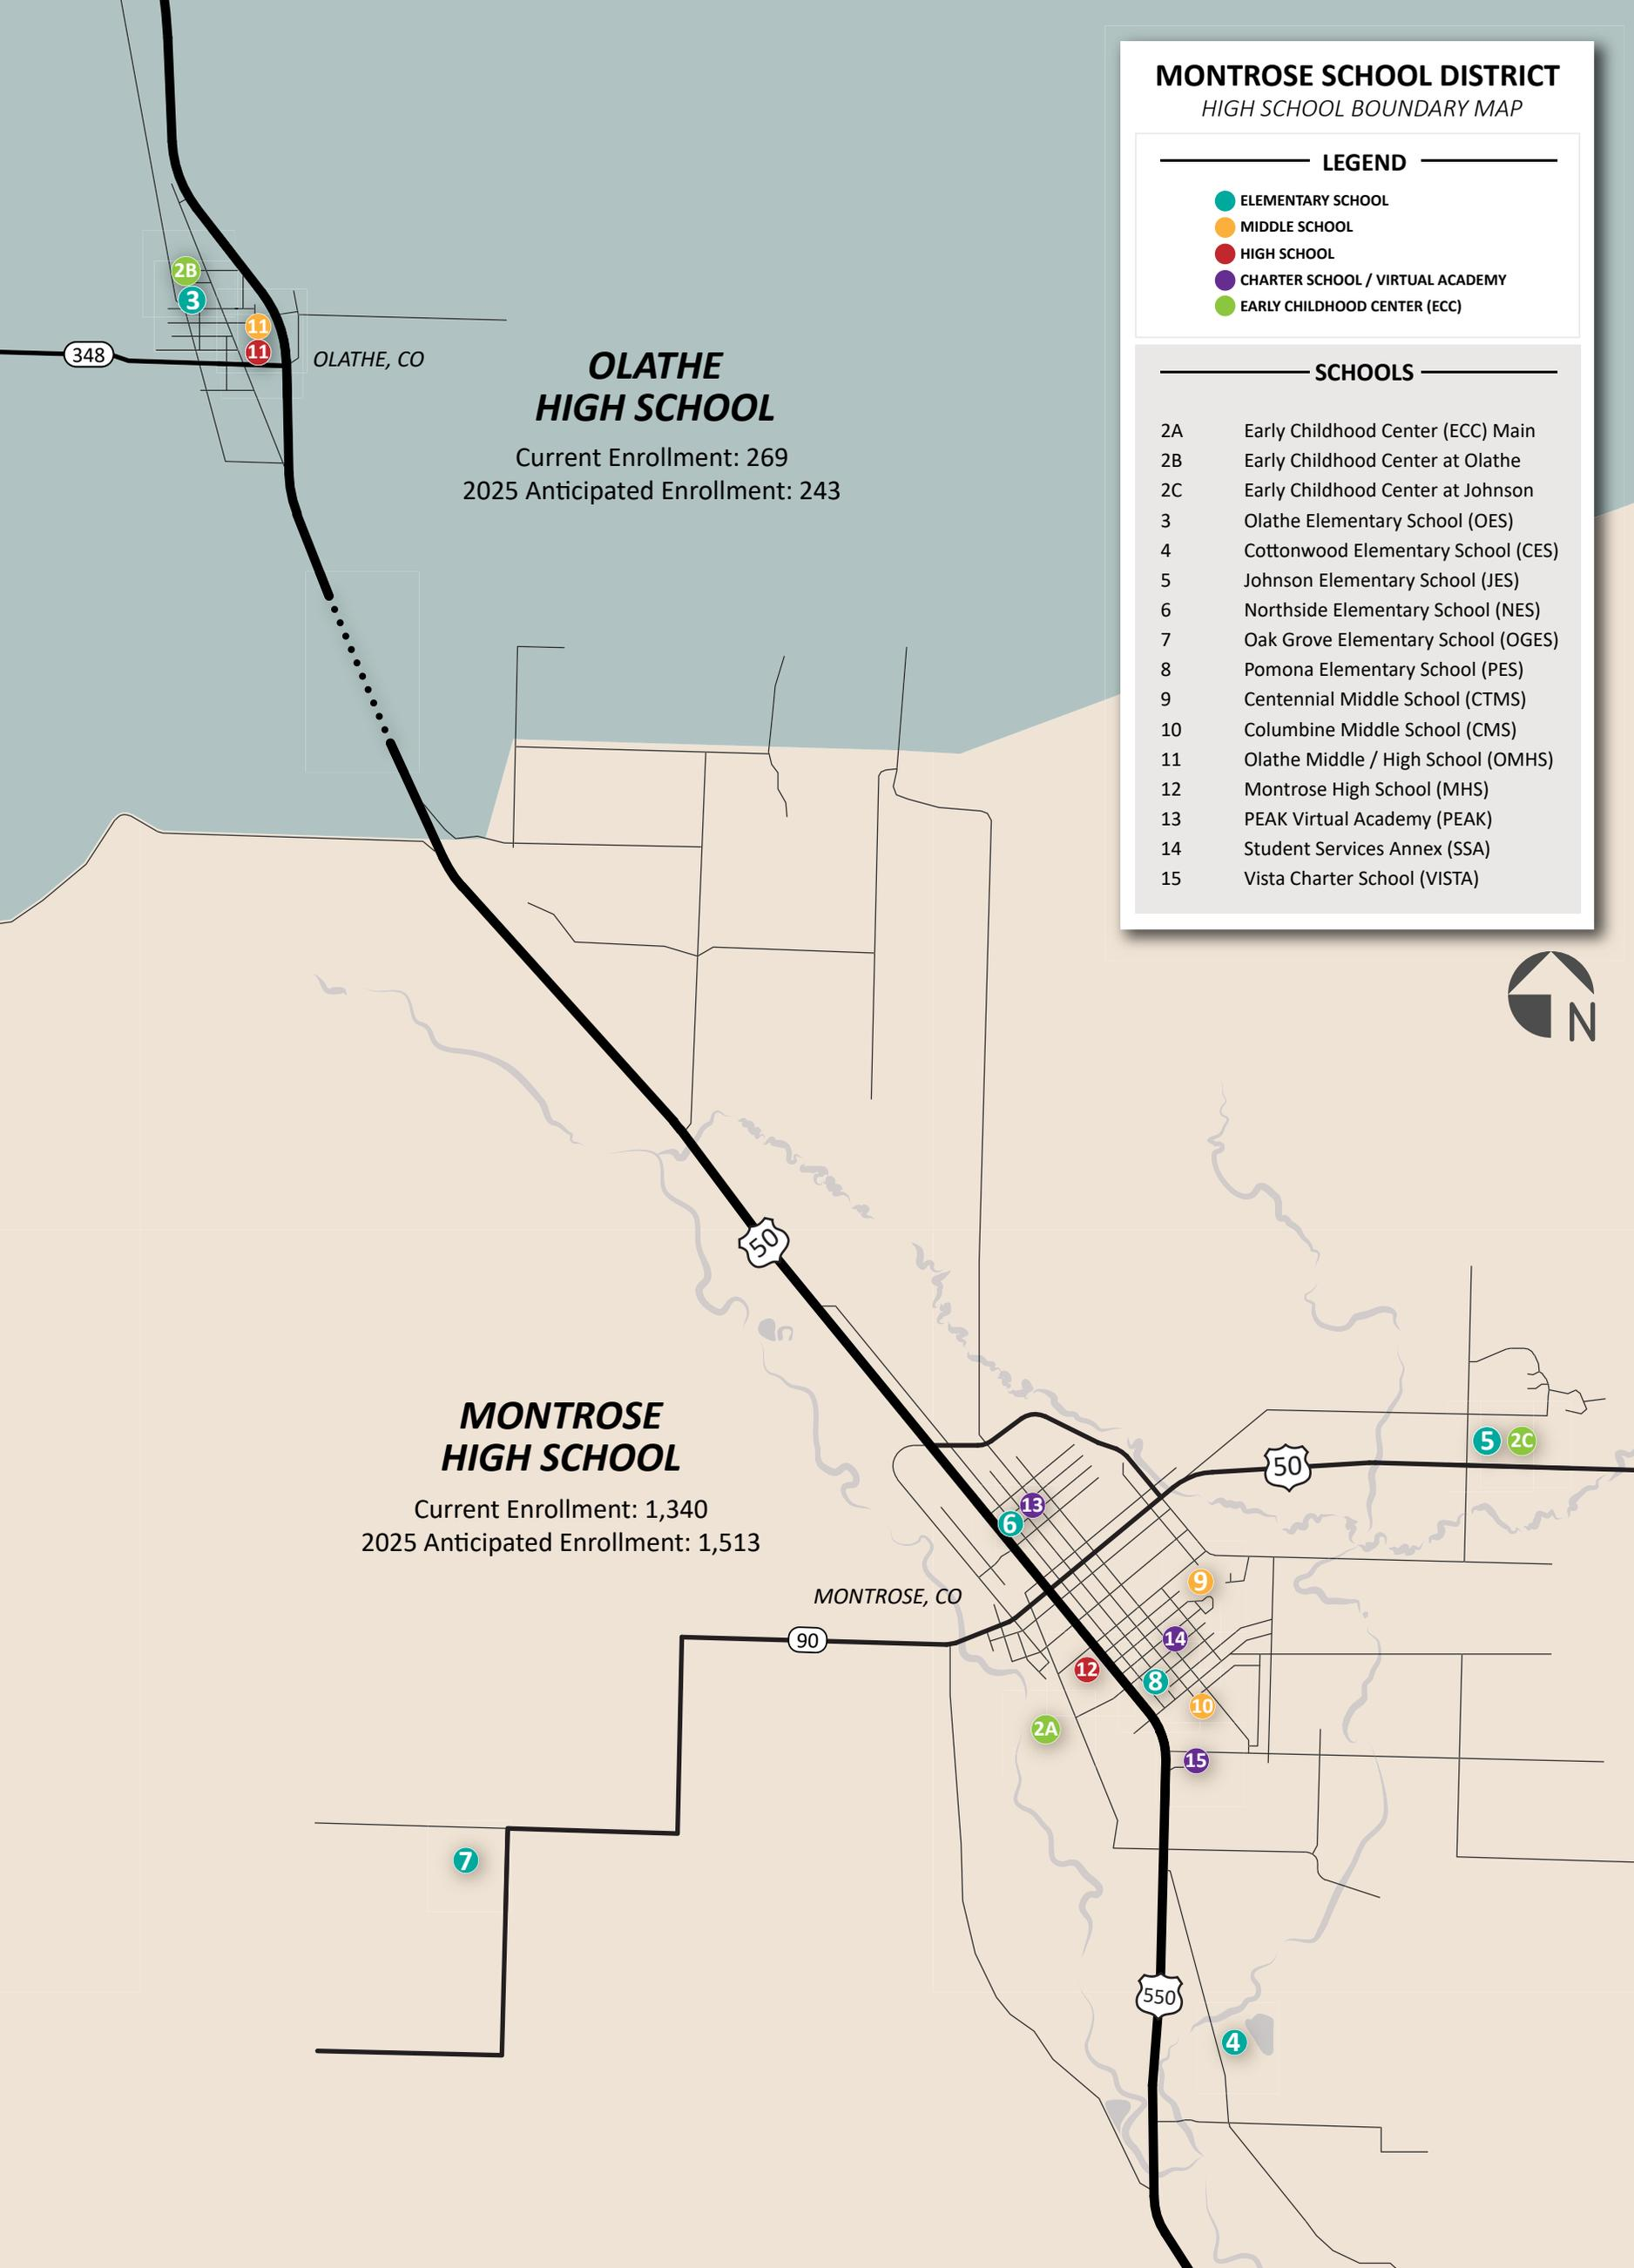 MONTROSE SCHOOL DISTRICT
HIGH SCHOOL BOUNDARY MAP
LEGEND
ELEMENTARY SCHOOL
MIDDLE SCHOOL
HIGH SCHOOL
CHARTER SCHOOL / VIRTUAL ACADEMY
EARLY CHILDHOOD CENTER (ECC)
SCHOOLS
2A Early Childhood Center (ECC) Main
2B Early Childhood Center at Olathe
2C Early Childhood Center at Johnson
3 Olathe Elementary School (OES)
4 Cottonwood Elementary School (CES)
5 Johnson Elementary School (JES)
6 Northside Elementary School (NES)
7 Oak Grove Elementary School (OGES)
8 Pomona Elementary School (PES)
9 Centennial Middle School (CTMS)
10 Columbine Middle School (CMS)
11 Olathe Middle / High School (OMHS)
12 Montrose High School (MHS)
13 PEAK Virtual Academy (PEAK)
14 Student Services Annex (SSA)
15 Vista Charter School (VISTA)
N
2B
3
11
11
348
OLATHE, CO
OLATHE
HIGH SCHOOL
Current Enrollment: 269
2025 Anticipated Enrollment: 243
50
MONTROSE
HIGH SCHOOL
Current Enrollment: 1,340
2025 Anticipated Enrollment: 1,513
5
2C
50
13
6
9
MONTROSE, CO
90
14
12
8
10
2A
15
7
550
4